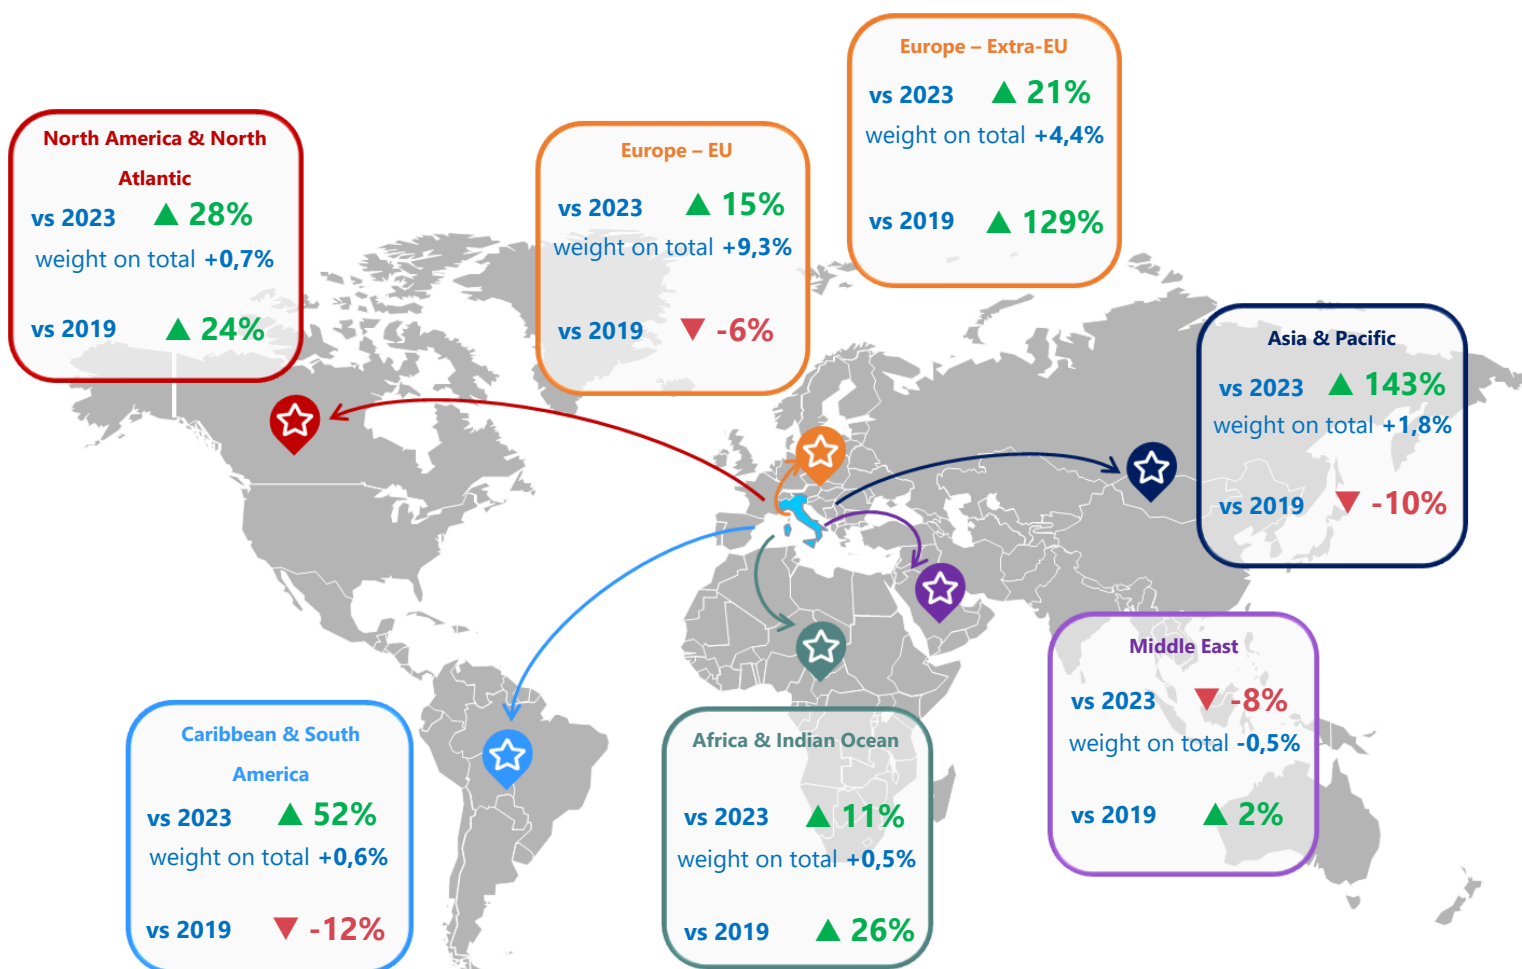 Europe – Extra-EU
vs 2023 ▲ 21%
weight on total +4,4%
vs 2019 ▲ 129%
North America & North
Atlantic
vs 2023 ▲ 28%
weight on total +0,7%
vs 2019 ▲ 24%
Europe – EU
vs 2023 ▲ 15%
weight on total +9,3%
vs 2019 ▼ -6%
Asia & Pacific
vs 2023 ▲ 143%
weight on total +1,8%
vs 2019 ▼ -10%
Middle East
vs 2023 ▼ -8%
weight on total -0,5%
vs 2019 ▲ 2%
Caribbean & South
America
vs 2023 ▲ 52%
weight on total +0,6%
vs 2019 ▼ -12%
Africa & Indian Ocean
vs 2023 ▲ 11%
weight on total +0,5%
vs 2019 ▲ 26%